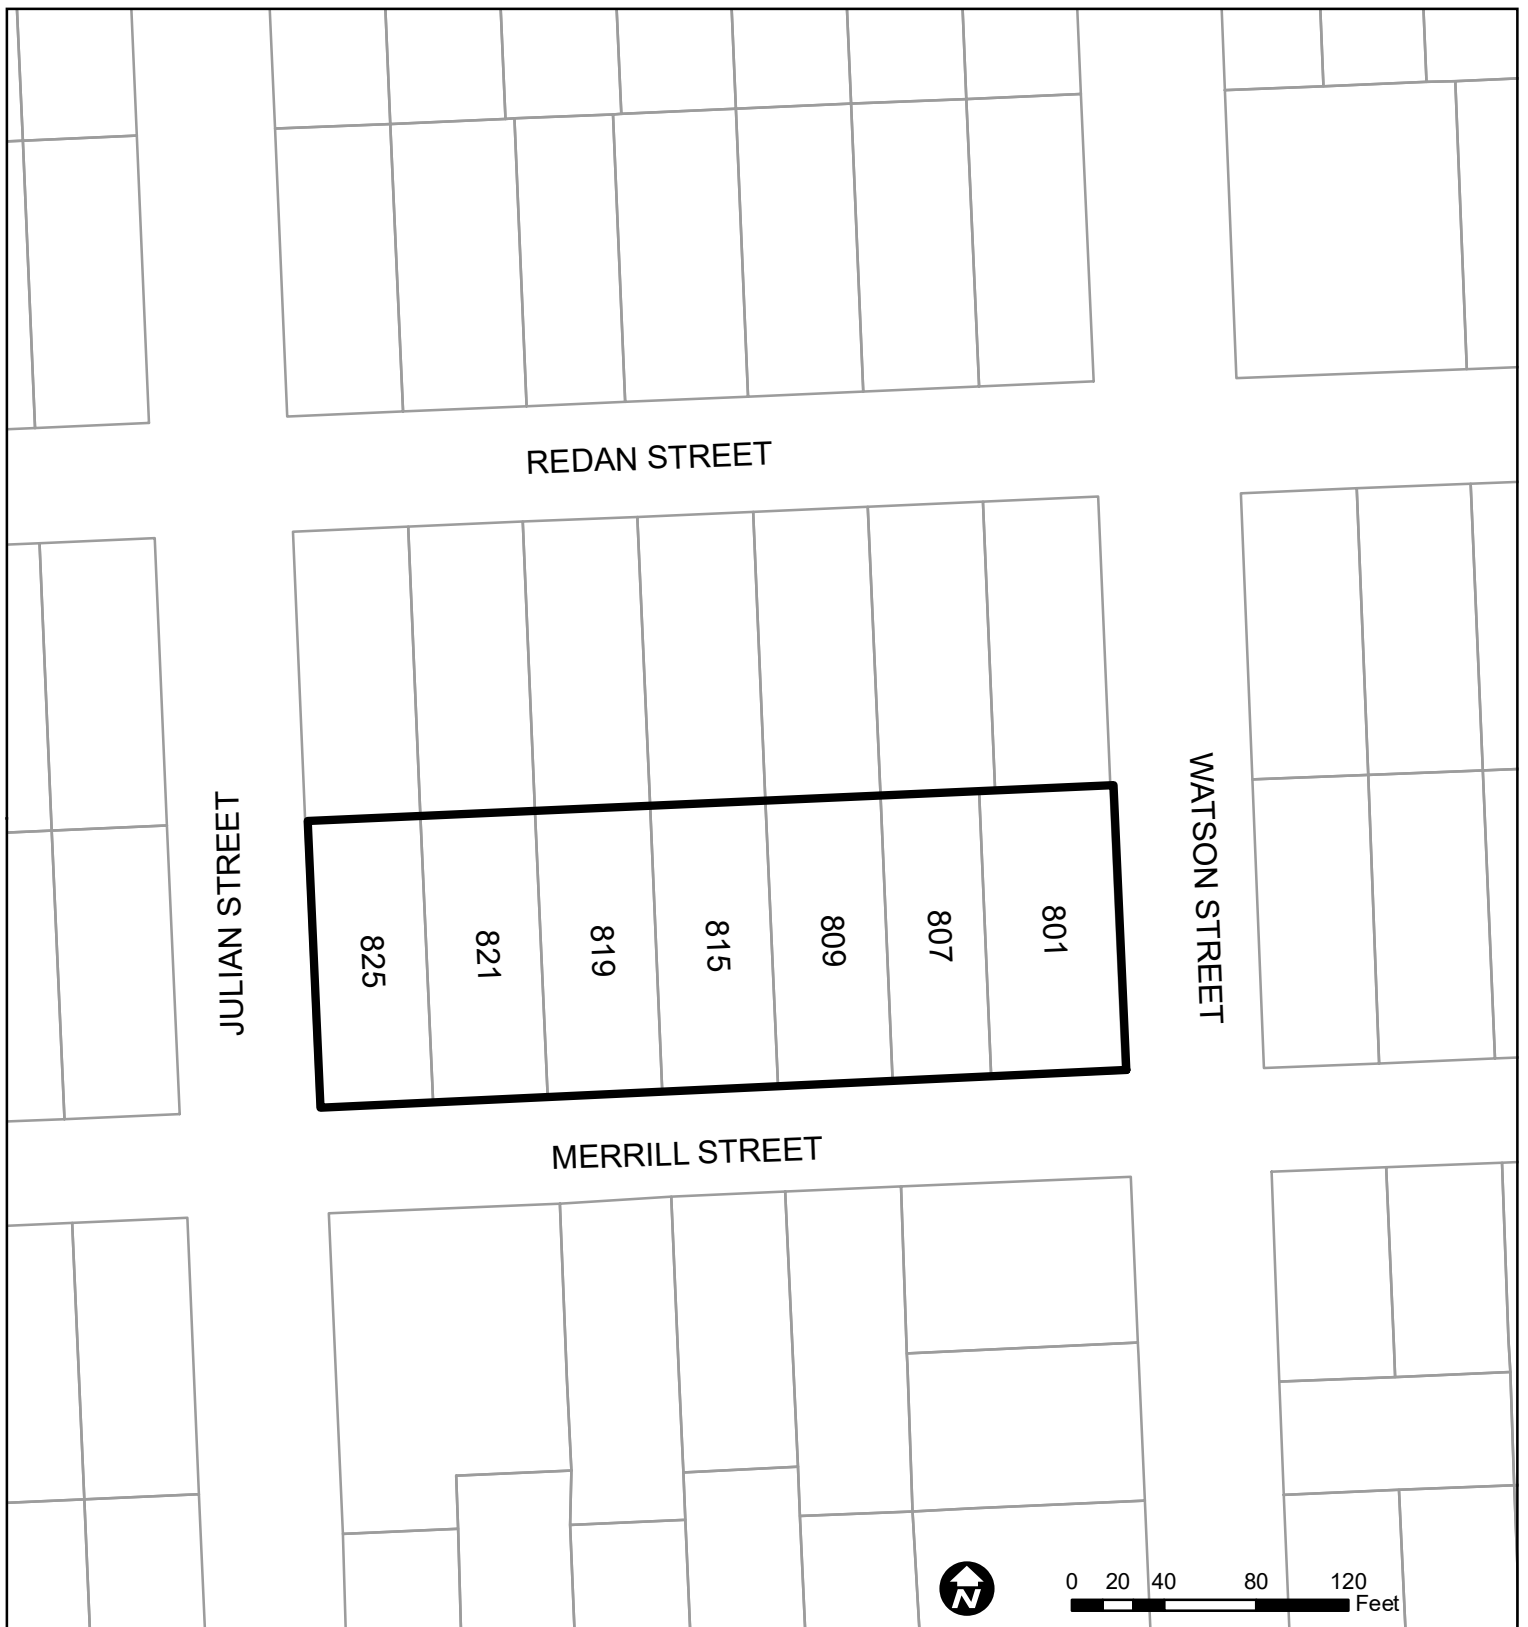 REDAN STREET
JULIAN STREET
WATSON STREET
825
821
819
815
809
807
801
MERRILL STREET
N
0 20 40 80 120
Feet